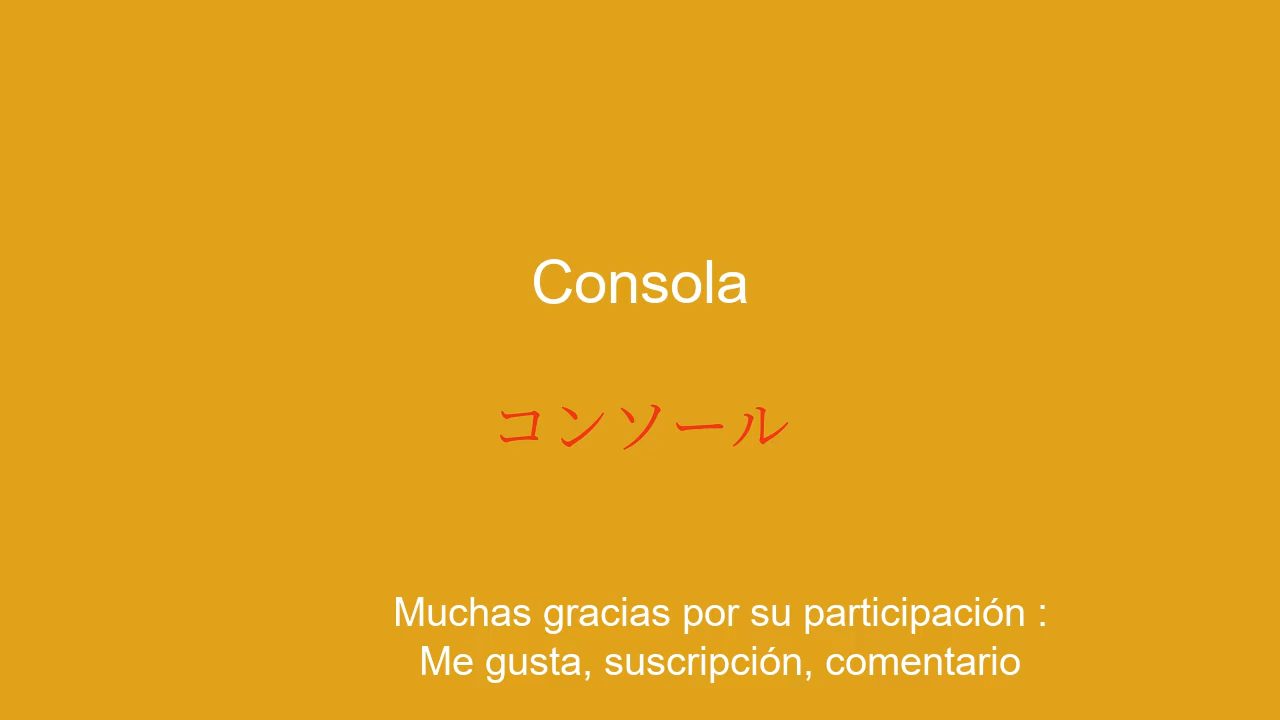 Consola
コンソール
Muchas gracias por su participación :
Me gusta, suscripción, comentario